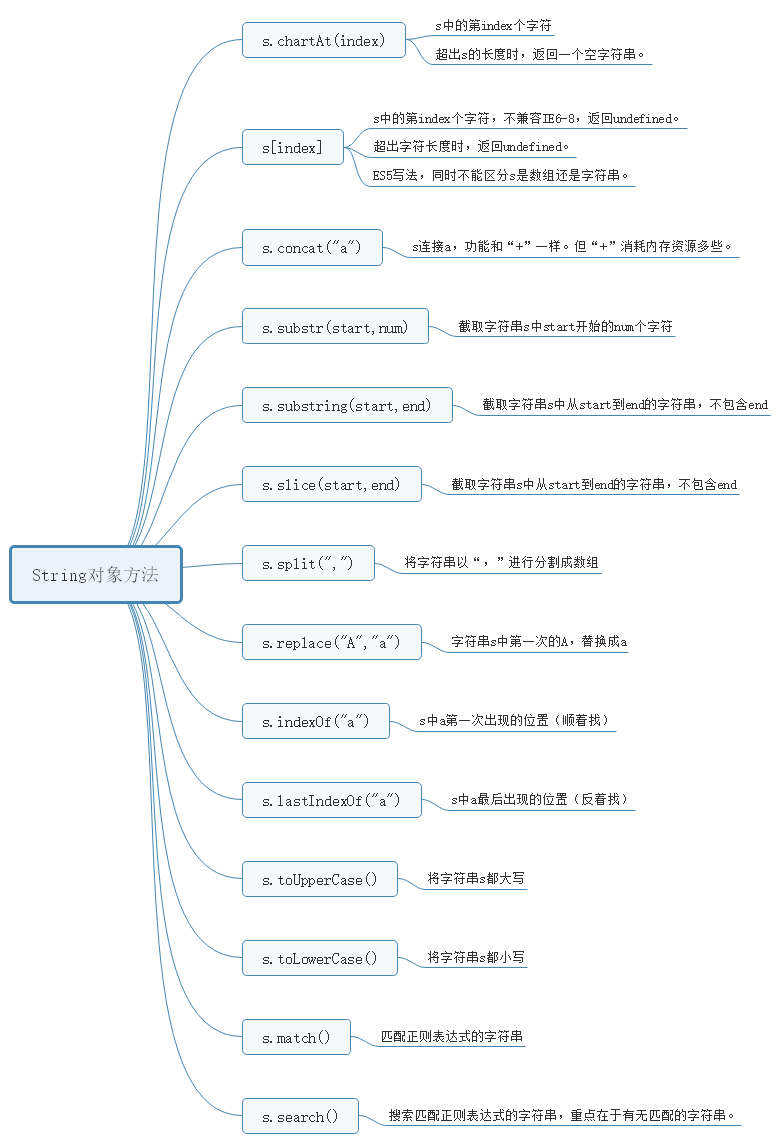 String对象方法
s.chartAt(index)
s中的第index个字符
超出s的长度时，返回一个空字符串。
s[index]
s中的第index个字符，不兼容IE6-8，返回undefined。
超出字符长度时，返回undefined。
ES5写法，同时不能区分s是数组还是字符串。
s.concat("a")
s连接a，功能和“+”一样。但“+”消耗内存资源多些。
s.substr(start,num)
截取字符串s中start开始的num个字符
s.substring(start,end)
截取字符串s中从start到end的字符串，不包含end
s.slice(start,end)
截取字符串s中从start到end的字符串，不包含end
s.split(",")
将字符串以“，”进行分割成数组
s.replace("A","a")
字符串s中第一次的A，替换成a
s.indexOf("a")
s中a第一次出现的位置（顺着找）
s.lastIndexOf("a")
s中a最后出现的位置（反着找）
s.toUpperCase()
将字符串s都大写
s.toLowerCase()
将字符串s都小写
s.match()
匹配正则表达式的字符串
s.search()
搜索匹配正则表达式的字符串，重点在于有无匹配的字符串。